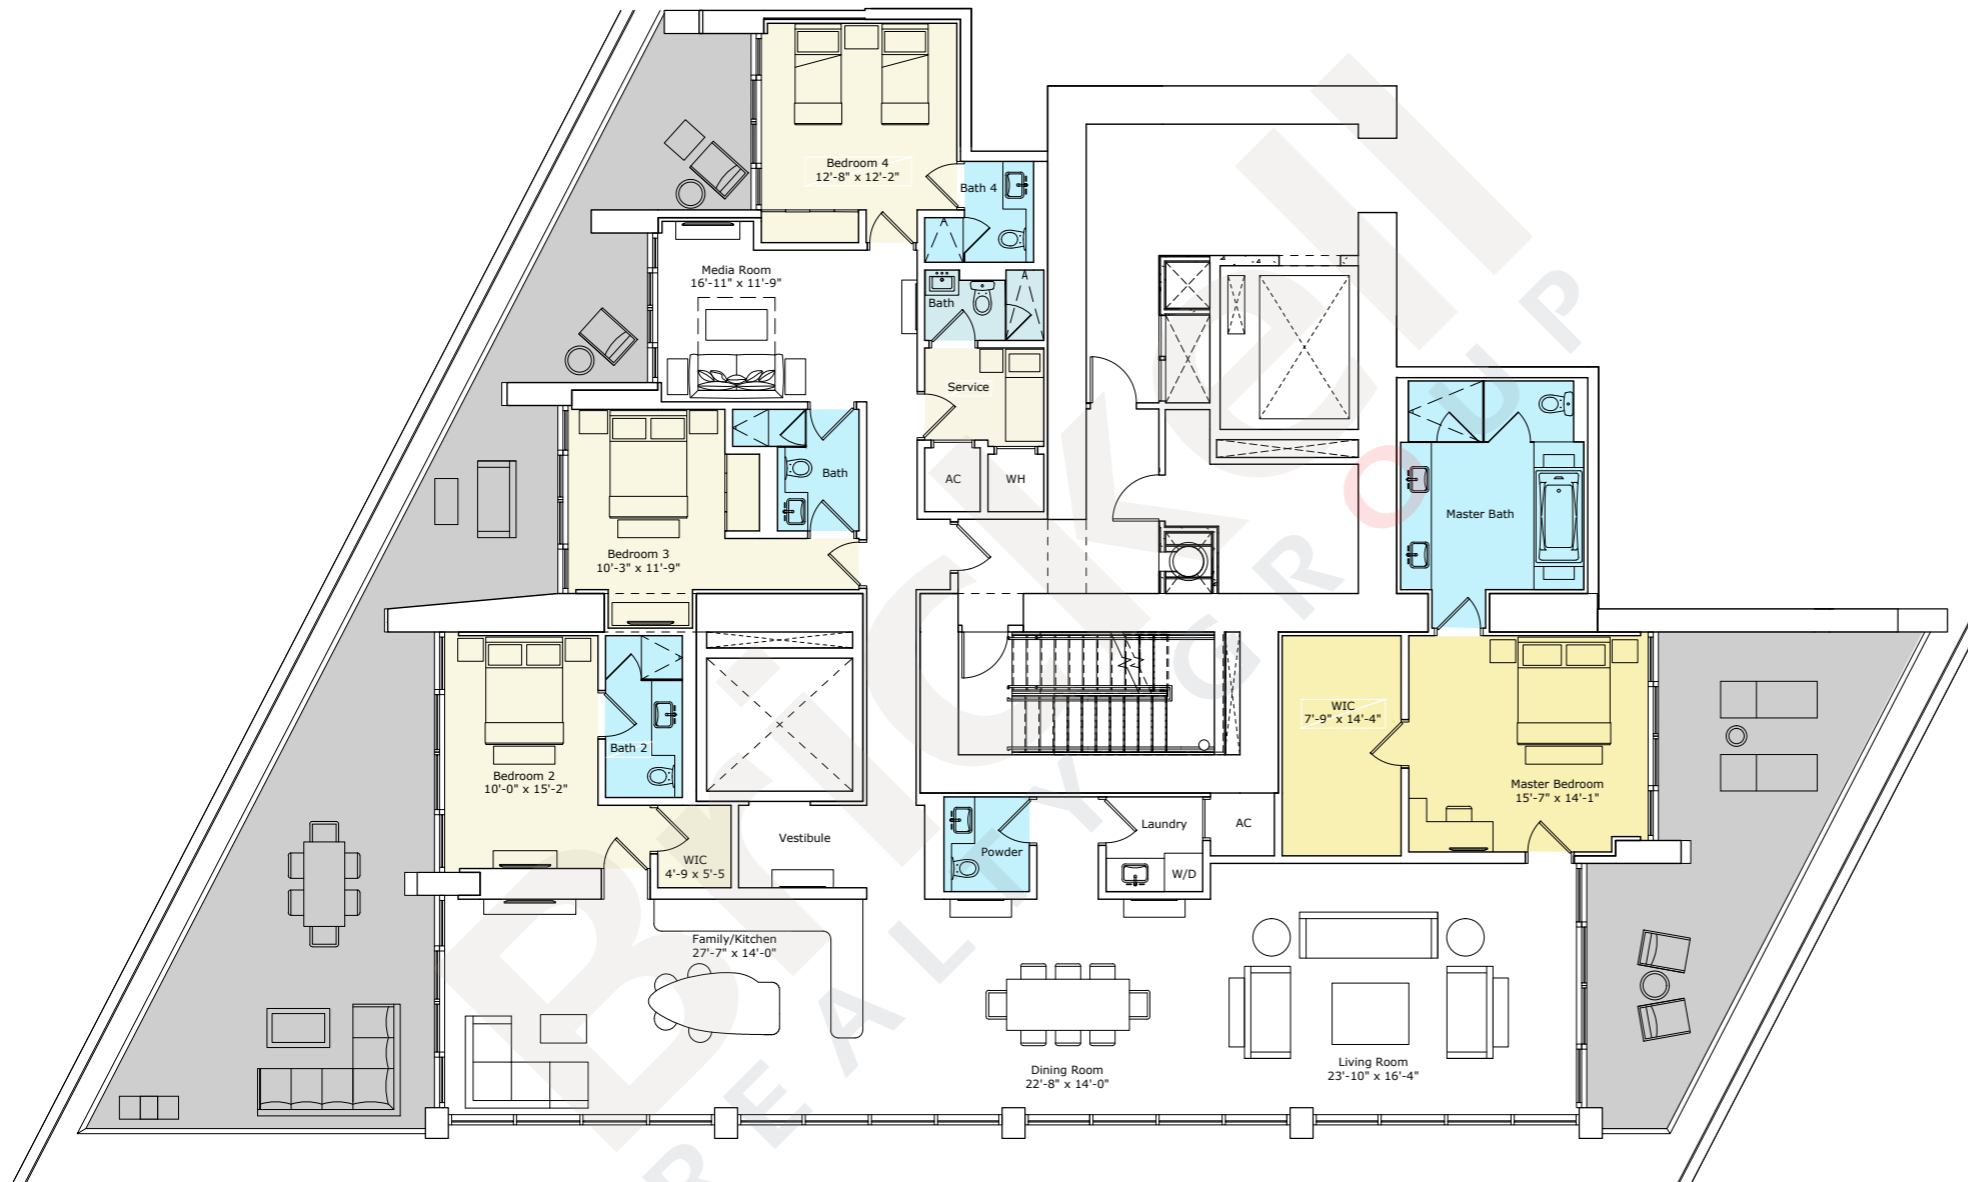 Bedroom 4
12'-8" x 12'-2"
Bath 4
A
Media Room
16'-11" x 11'-9"
A
Bath
Service
Bath
AC
WH
Master Bath
Bedroom 3
10'-3" x 11'-9"
WIC
7'-9" x 14'-4"
Bath 2
Bedroom 2
10'-0" x 15'-2"
Master Bedroom
15'-7" x 14'-1"
Vestibule
Laundry
AC
Powder
WIC
4'-9 x 5'-5
W/D
Family/Kitchen
27'-7" x 14'-0"
Dining Room
22'-8" x 14'-0"
Living Room
23'-10" x 16'-4"
Brickell
REALTY GROUP